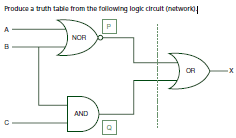 Produce a truth table from the following logic circuit (network).
A
P
NOR
B
OR
X
AND
C
Q